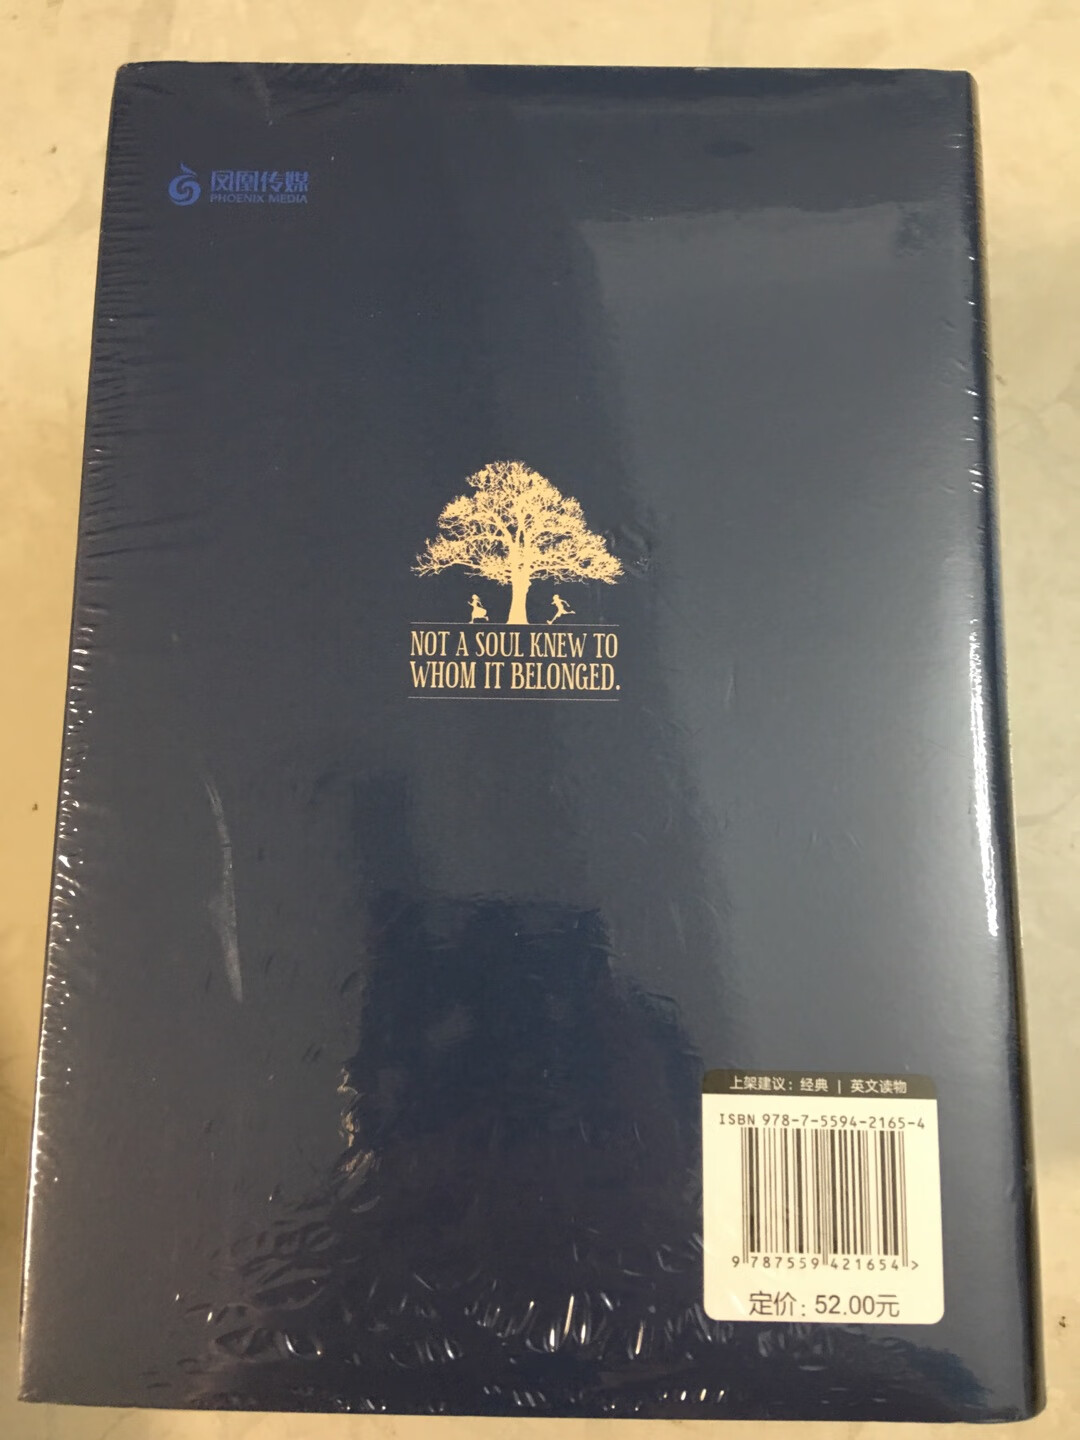 凤凰传媒
PHOENIX MEDIA
NOT A SOUL KNEW TO
WHOM IT BELONGED.
上架建议：经典 | 英文读物
ISBN 978-7-5594-2165-4
9 787559 421654 >
定价：52.00元